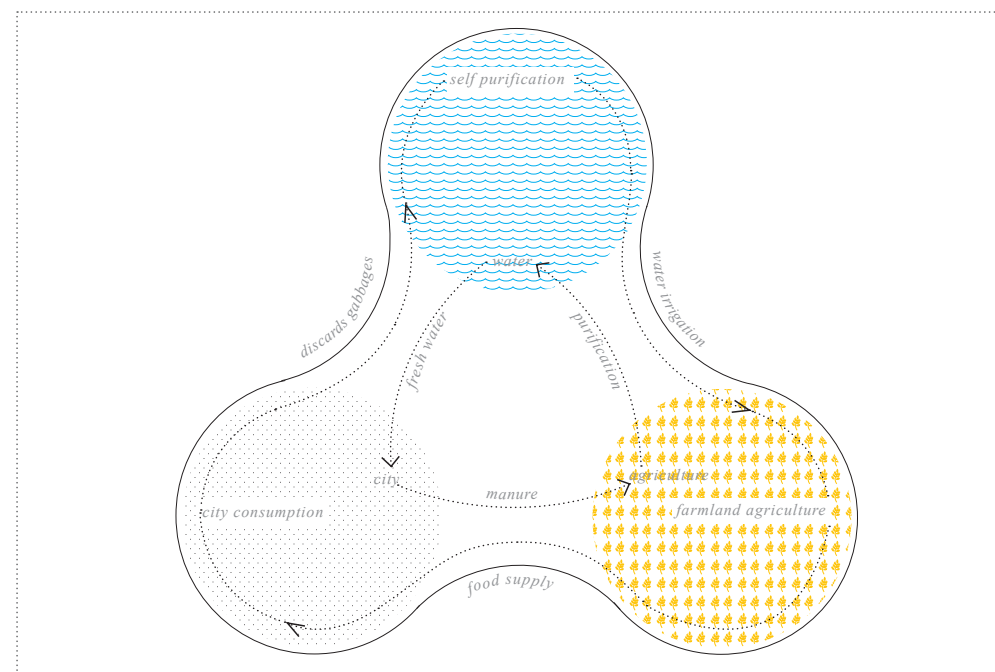 self purification
water
discards gabbages
fresh water
purification
water irrigation
city
agriculture
manure
city consumption
farmland agriculture
food supply